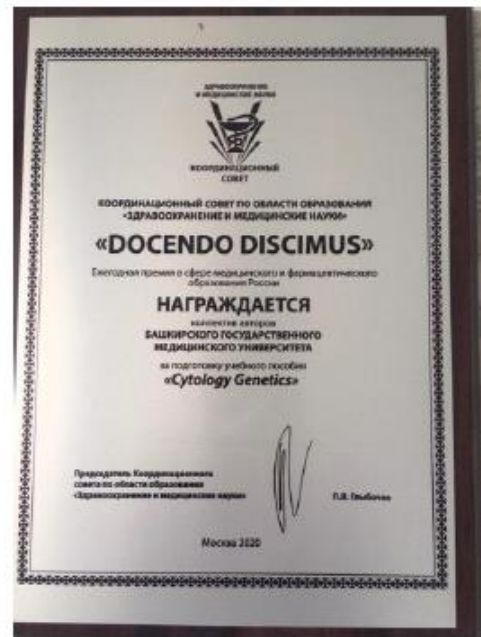 ЗДРАВООХРАНЕНИЕ
И МЕДИЦИНСКИЕ НАУКИ
КООРДИНАЦИОННЫЙ
СОВЕТ
КООРДИНАЦИОННЫЙ СОВЕТ ПО ОБЛАСТИ ОБРАЗОВАНИЯ
«ЗДРАВООХРАНЕНИЕ И МЕДИЦИНСКИЕ НАУКИ»
«DOCENDO DISCIMUS»
Ежегодная премия в сфере медицинского и фармацевтического
образования России
НАГРАЖДАЕТСЯ
коллектив авторов
БАШКИРСКОГО ГОСУДАРСТВЕННОГО
МЕДИЦИНСКОГО УНИВЕРСИТЕТА
за подготовку учебного пособия
«Cytology Genetics»
Председатель Координационного
совета по области образования
«Здравоохранение и медицинские науки»
П.В. Глыбочко
Москва 2020